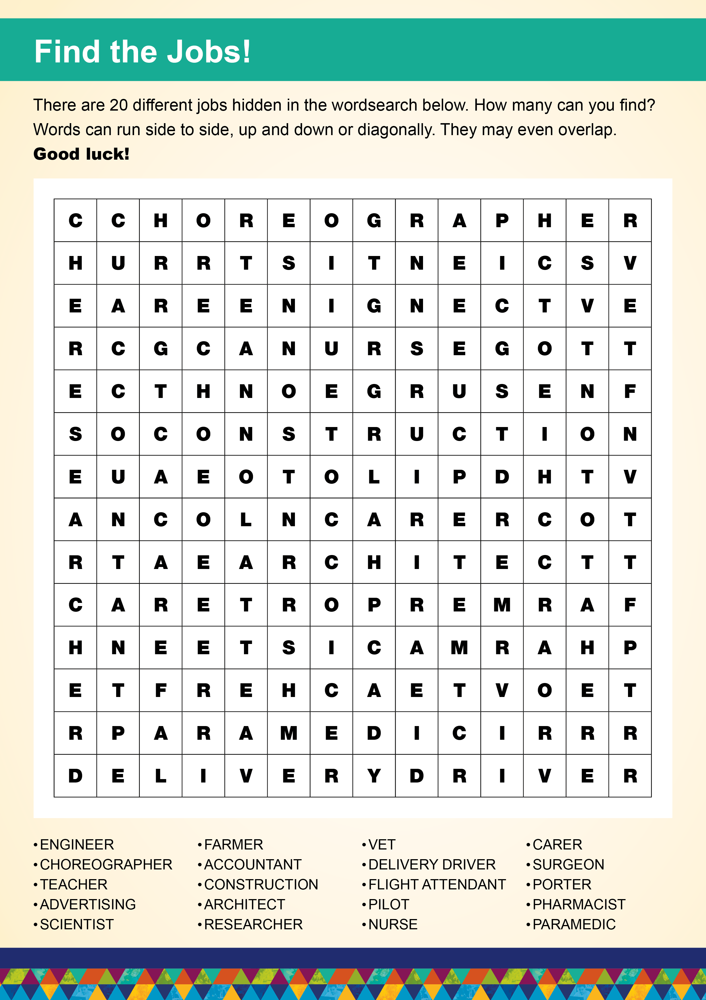 Find the Jobs!
There are 20 different jobs hidden in the wordsearch below. How many can you find?
Words can run side to side, up and down or diagonally. They may even overlap.
Good luck!
C C H O R E O G R A P H E R
H U R R T S I T N E I C S V
E A R E E N I G N E C T V E
R C G C A N U R S E G O T T
E C T H N O E G R U S E N F
S O C O N S T R U C T I O N
E U A E O T O L I P D H T V
A N C O L N C A R E R C O T
R T A E A R C H I T E C T T
C A R E T R O P R E M R A F
H N E E T S I C A M R A H P
E T F R E H C A E T V O E T
R P A R A M E D I C I R R R
D E L I V E R Y D R I V E R
• ENGINEER • FARMER • VET • CARER
• CHOREOGRAPHER • ACCOUNTANT • DELIVERY DRIVER • SURGEON
• TEACHER • CONSTRUCTION • FLIGHT ATTENDANT • PORTER
• ADVERTISING • ARCHITECT • PILOT • PHARMACIST
• SCIENTIST • RESEARCHER • NURSE • PARAMEDIC